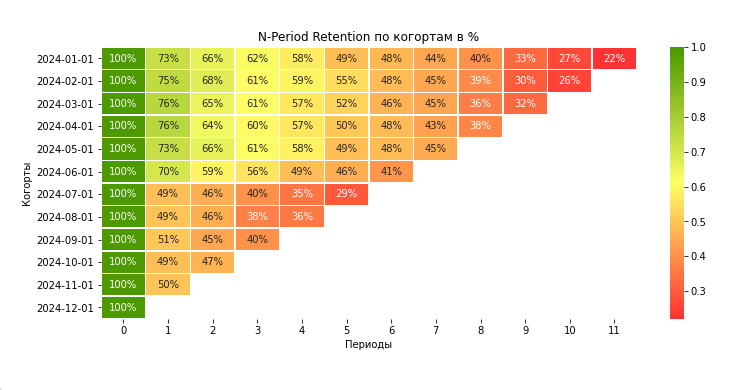 N-Period Retention по когортам в %
Когорты
2024-01-01 100% 73% 66% 62% 58% 49% 48% 44% 40% 33% 27% 22%
2024-02-01 100% 75% 68% 61% 59% 55% 48% 45% 39% 30% 26%
2024-03-01 100% 76% 65% 61% 57% 52% 46% 45% 36% 32%
2024-04-01 100% 76% 64% 60% 57% 50% 48% 43% 38%
2024-05-01 100% 73% 66% 61% 58% 49% 48% 45%
2024-06-01 100% 70% 59% 56% 49% 46% 41%
2024-07-01 100% 49% 46% 40% 35% 29%
2024-08-01 100% 49% 46% 38% 36%
2024-09-01 100% 51% 45% 40%
2024-10-01 100% 49% 47%
2024-11-01 100% 50%
2024-12-01 100%
0 1 2 3 4 5 6 7 8 9 10 11
Периоды
1.0
0.9
0.8
0.7
0.6
0.5
0.4
0.3